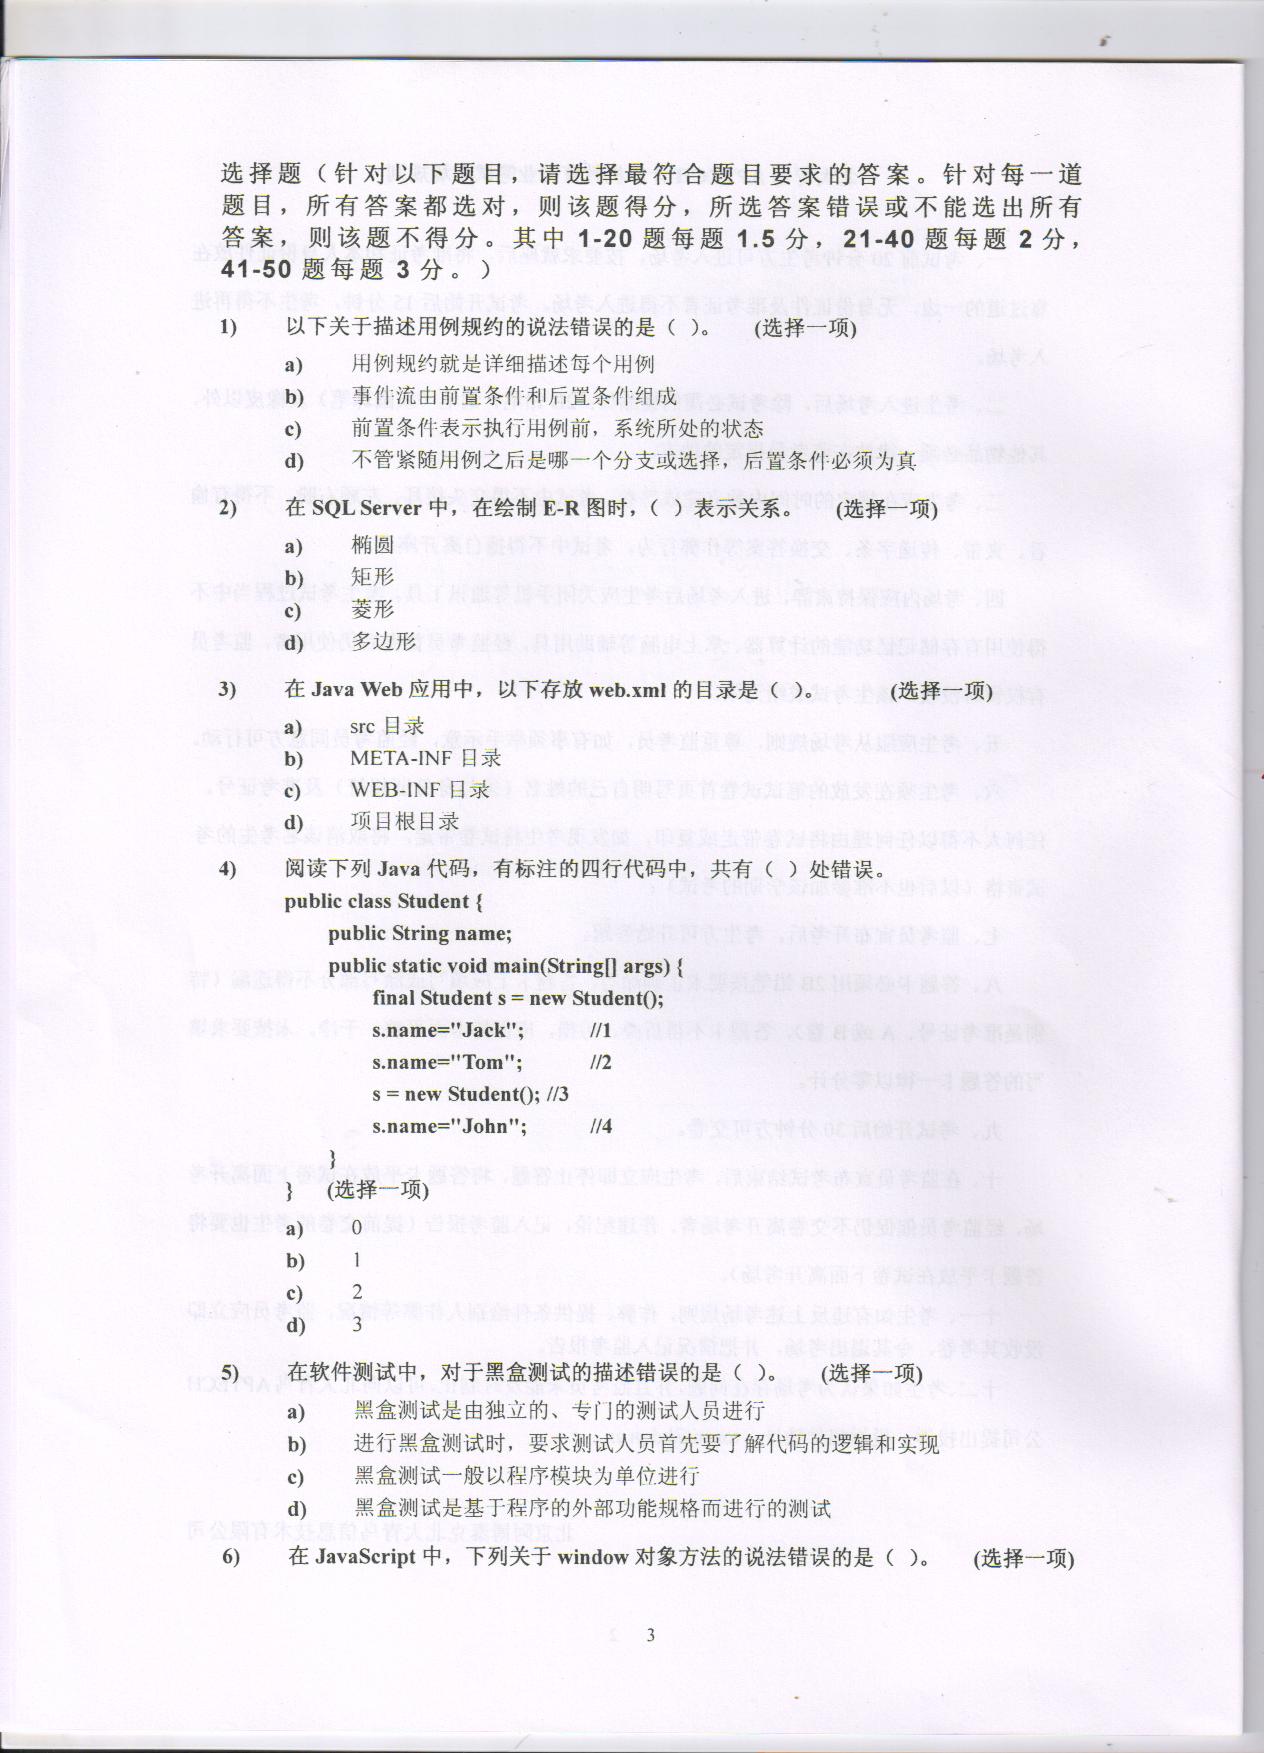 选择题（针对以下题目，请选择最符合题目要求的答案。针对每一道
题目，所有答案都选对，则该题得分，所选答案错误或不能选出所有
答案，则该题不得分。其中 1-20 题每题 1.5 分，21-40 题每题 2 分，
41-50 题每题 3 分。）
1) 以下关于描述用例规约的说法错误的是（ ）。 (选择一项)
a) 用例规约就是详细描述每个用例
b) 事件流由前置条件和后置条件组成
c) 前置条件表示执行用例前，系统所处的状态
d) 不管紧随用例之后是哪一个分支或选择，后置条件必须为真
2) 在 SQL Server 中，在绘制 E-R 图时，（ ）表示关系。 (选择一项)
a) 椭圆
b) 矩形
c) 菱形
d) 多边形
3) 在 Java Web 应用中，以下存放 web.xml 的目录是（ ）。 (选择一项)
a) src 目录
b) META-INF 目录
c) WEB-INF 目录
d) 项目根目录
4) 阅读下列 Java 代码，有标注的四行代码中，共有（ ）处错误。
public class Student {
public String name;
public static void main(String[] args) {
final Student s = new Student();
s.name="Jack"; //1
s.name="Tom"; //2
s = new Student(); //3
s.name="John"; //4
}
} (选择一项)
a) 0
b) 1
c) 2
d) 3
5) 在软件测试中，对于黑盒测试的描述错误的是（ ）。 (选择一项)
a) 黑盒测试是由独立的、专门的测试人员进行
b) 进行黑盒测试时，要求测试人员首先要了解代码的逻辑和实现
c) 黑盒测试一般以程序模块为单位进行
d) 黑盒测试是基于程序的外部功能规格而进行的测试
6) 在 JavaScript 中，下列关于 window 对象方法的说法错误的是（ ）。 (选择一项)
3